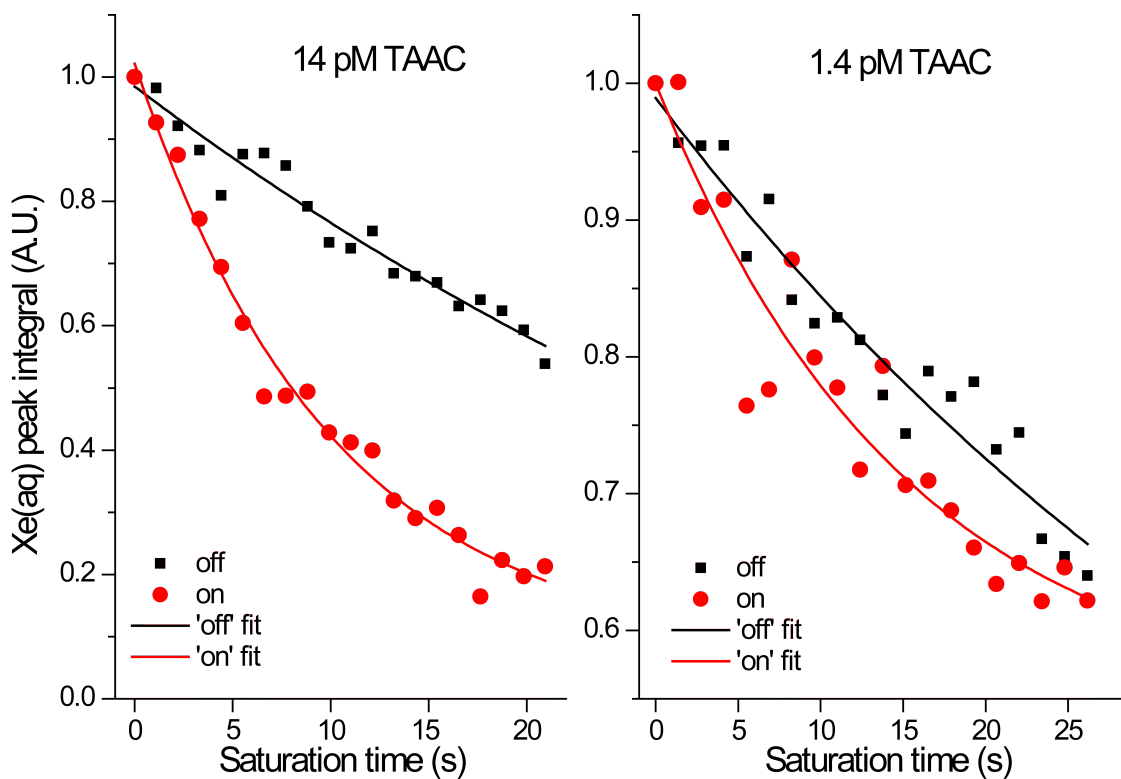 14 pM TAAC
Xe(aq) peak integral (A.U.)
1.0
0.8
0.6
0.4
0.2
0.0
off
on
'off' fit
'on' fit
0 5 10 15 20
Saturation time (s)
1.4 pM TAAC
1.0
0.9
0.8
0.7
0.6
off
on
'off' fit
'on' fit
0 5 10 15 20 25
Saturation time (s)